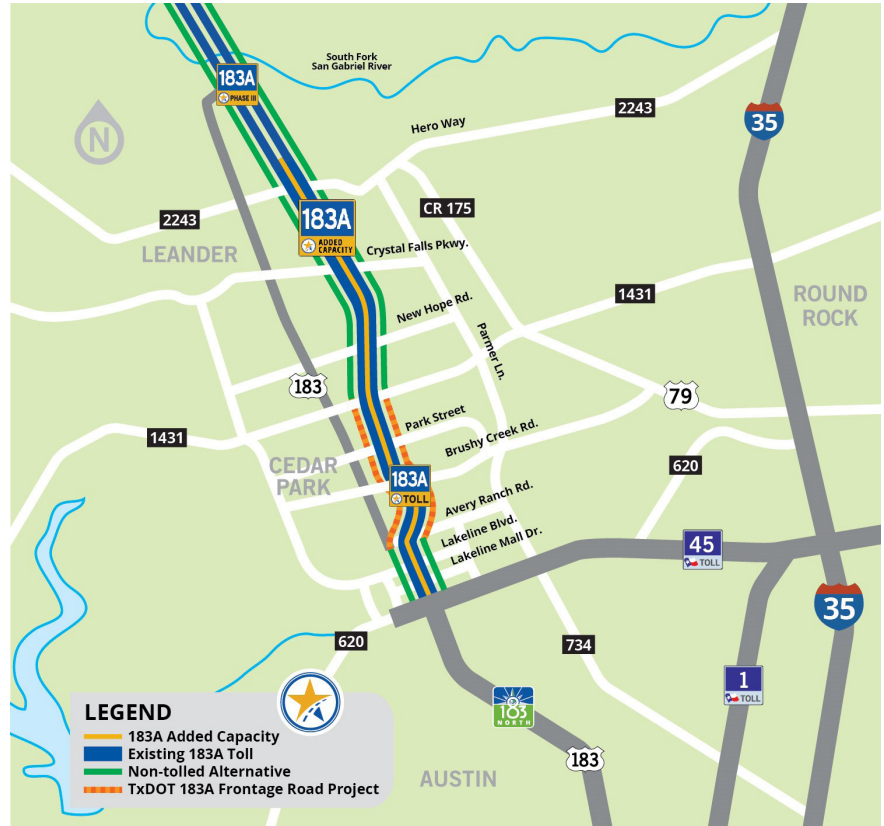 South Fork
San Gabriel River
183A
PHASE III
N
Hero Way
2243
35
CR 175
2243
183A
ADDED
CAPACITY
LEANDER
Crystal Falls Pkwy.
1431
ROUND
ROCK
New Hope Rd.
Parmer Ln.
183
79
Park Street
1431
Brushy Creek Rd.
CEDAR
PARK
620
183A
TOLL
Avery Ranch Rd.
Lakeline Blvd.
45
TOLL
Lakeline Mall Dr.
35
620
734
1
TOLL
183
NORTH
LEGEND
183A Added Capacity
Existing 183A Toll
Non-tolled Alternative
TxDOT 183A Frontage Road Project
183
AUSTIN